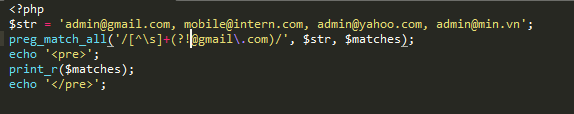 <?php
$str = 'admin@gmail.com, mobile@intern.com, admin@yahoo.com, admin@min.vn';
preg_match_all('/[^\s]+(?!@gmail\.com)/', $str, $matches);
echo '<pre>';
print_r($matches);
echo '</pre>';